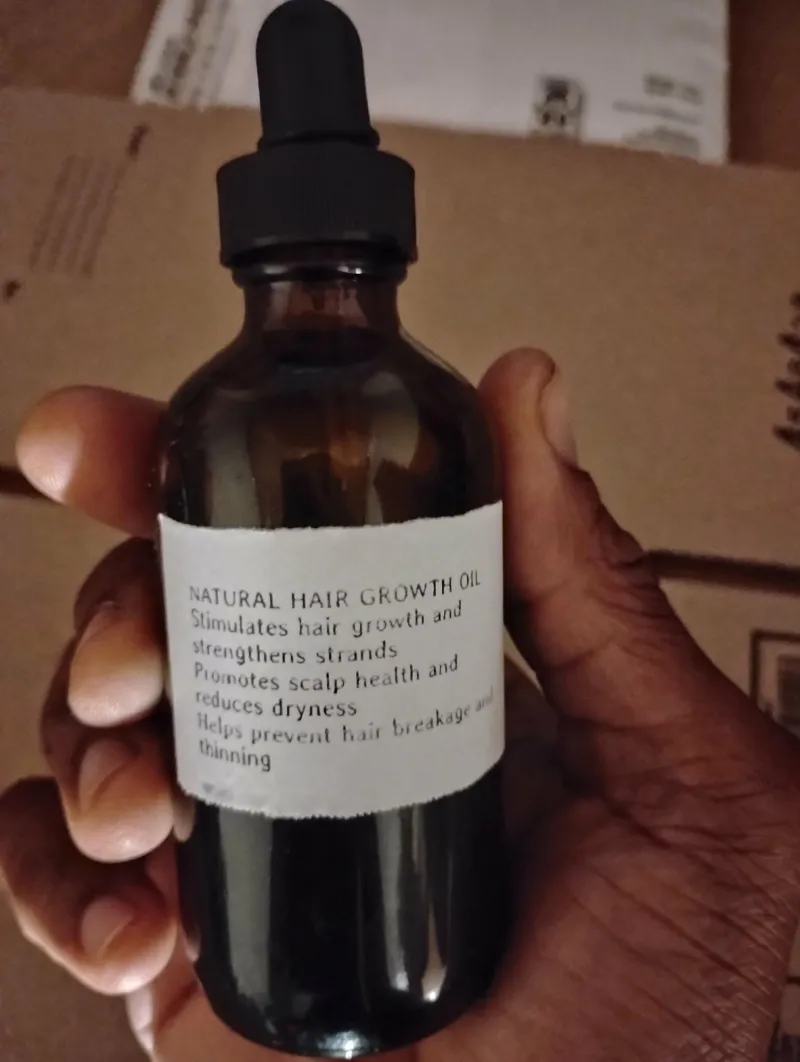 NATURAL HAIR GROWTH OIL
Stimulates hair growth and
strengthens strands
Promotes scalp health and
reduces dryness
Helps prevent hair breakage and
thinning